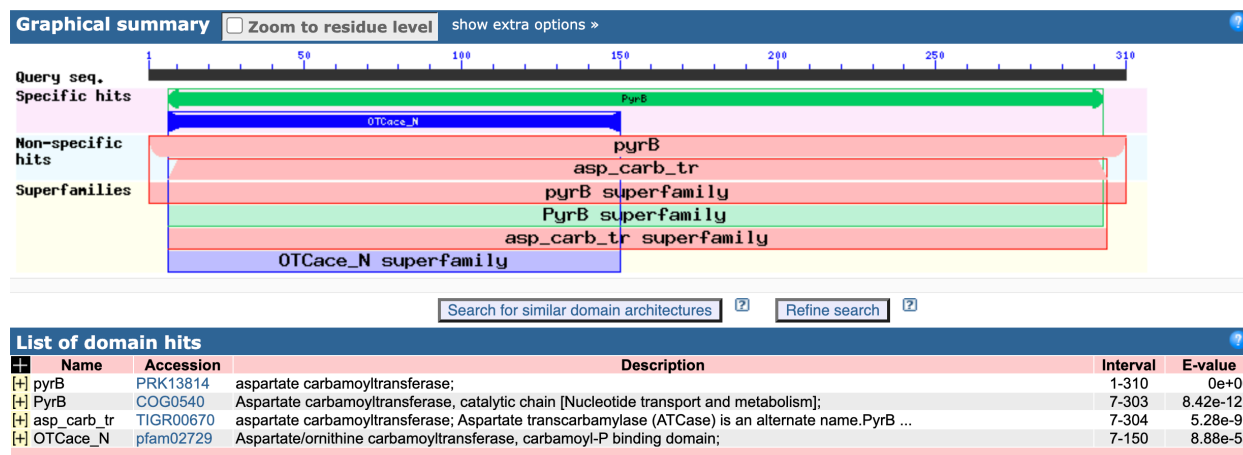 Graphical summary Zoom to residue level show extra options »
?
1 50 100 150 200 250 310
Query seq.
Specific hits
PyrB
OTCace_N
Non-specific
hits
pyrB
asp_carb_tr
Superfamilies
pyrB superfamily
PyrB superfamily
asp_carb_tr superfamily
OTCace_N superfamily
Search for similar domain architectures ? Refine search ?
List of domain hits ?
+ Name Accession Description Interval E-value
[+] pyrB PRK13814 aspartate carbamoyltransferase; 1-310 0e+0
[+] PyrB COG0540 Aspartate carbamoyltransferase, catalytic chain [Nucleotide transport and metabolism]; 7-303 8.42e-12
[+] asp_carb_tr TIGR00670 aspartate carbamoyltransferase; Aspartate transcarbamylase (ATCase) is an alternate name.PyrB ... 7-304 5.28e-9
[+] OTCace_N pfam02729 Aspartate/ornithine carbamoyltransferase, carbamoyl-P binding domain; 7-150 8.88e-5